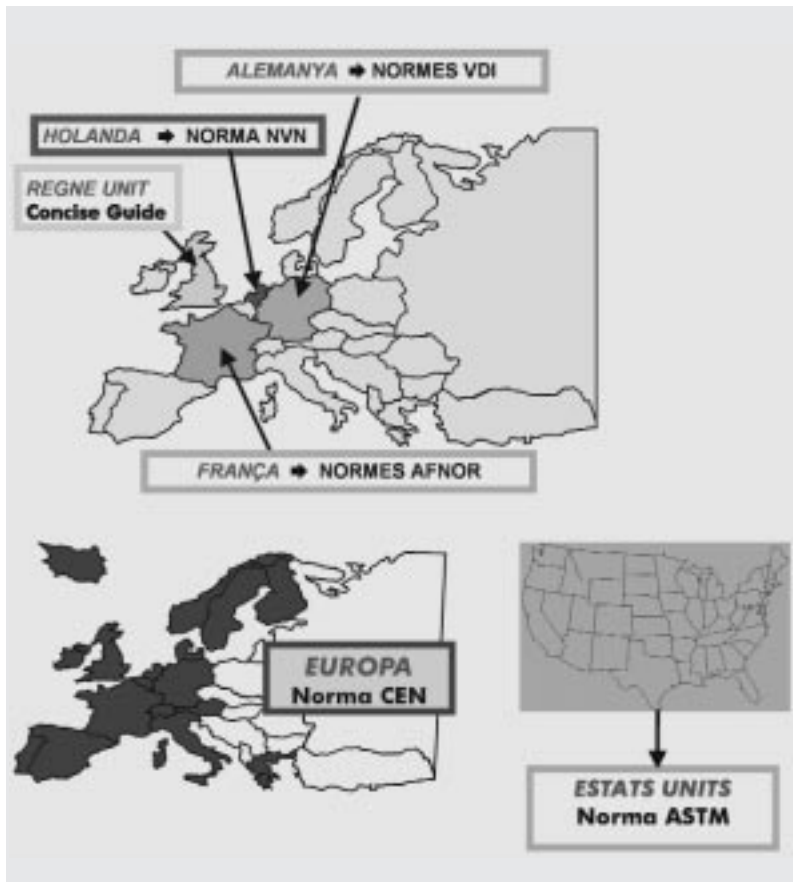 ALEMANYA ➡ NORMES VDI
HOLANDA ➡ NORMA NVN
REGNE UNIT
Concise Guide
FRANÇA ➡ NORMES AFNOR
EUROPA
Norma CEN
ESTATS UNITS
Norma ASTM